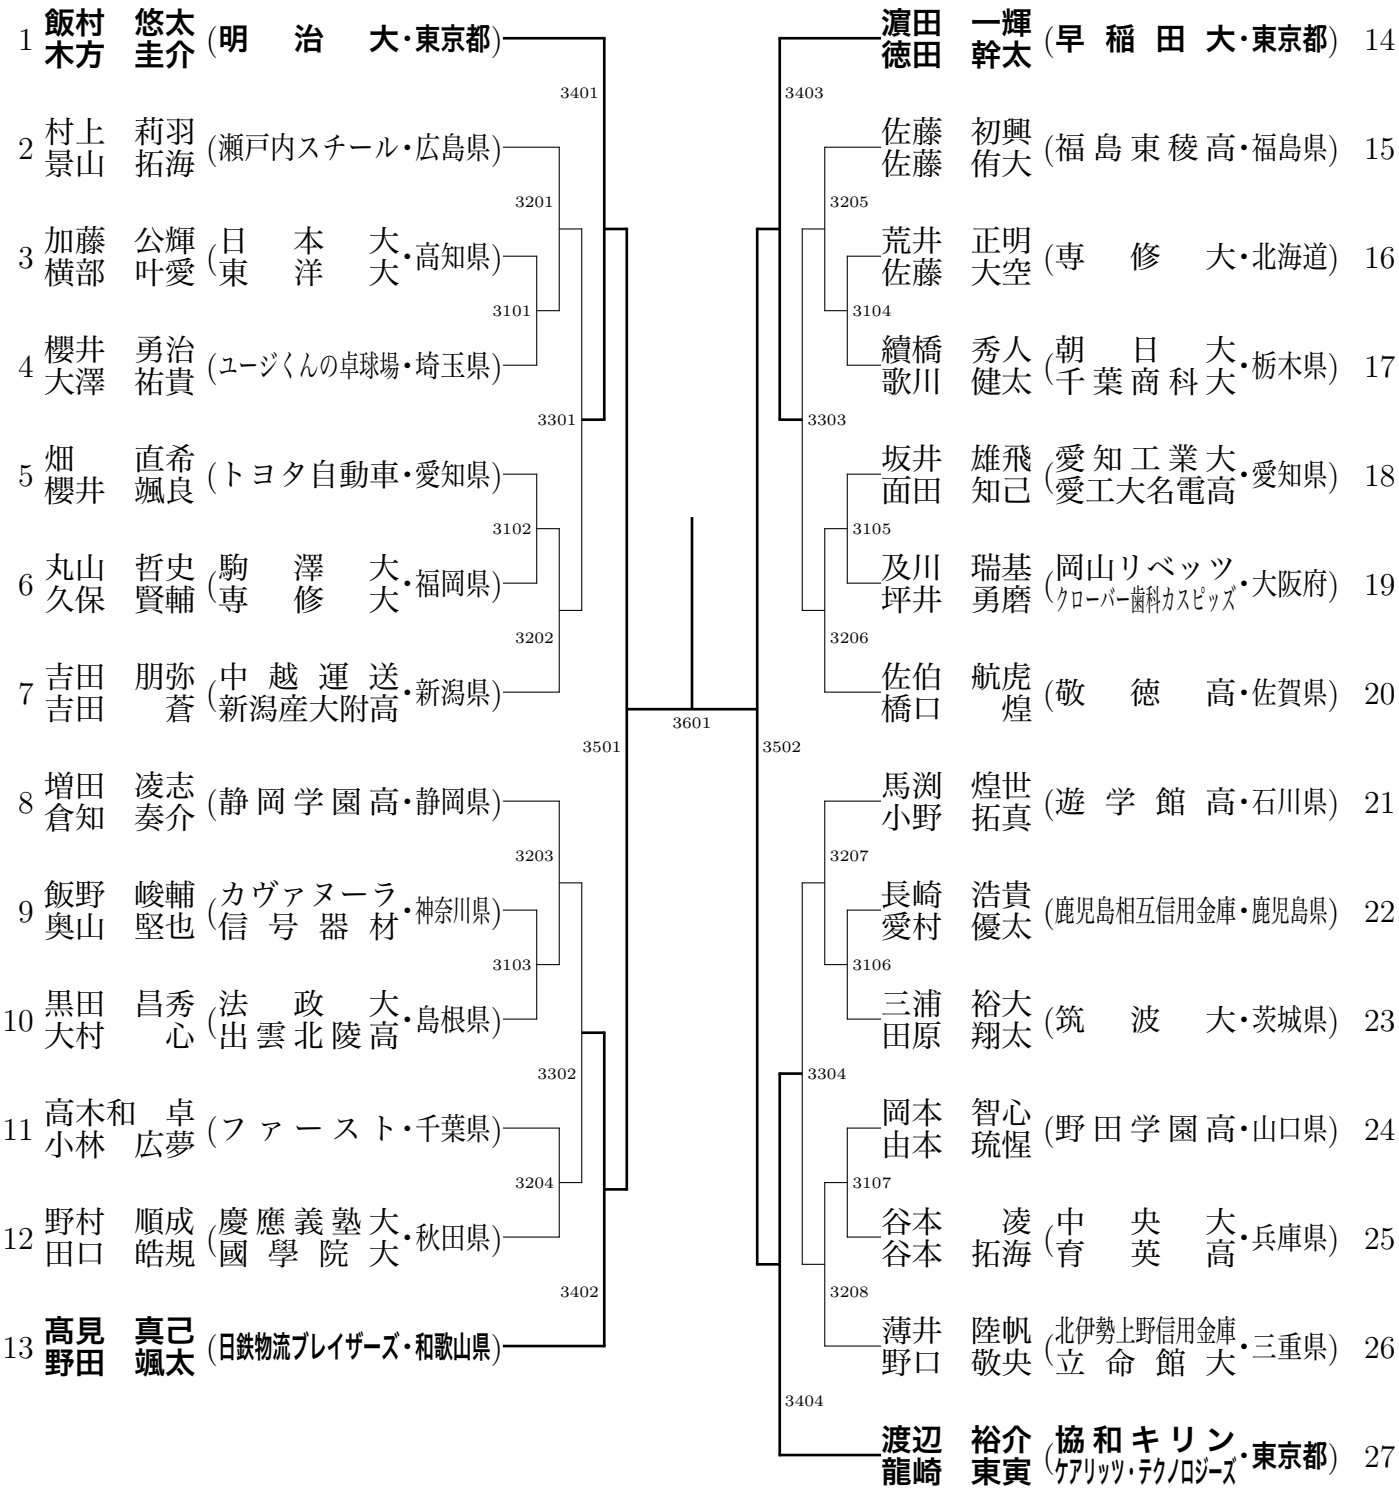 1 飯村 悠太 木方 圭介 (明治大・東京都)
3401
2 村上 莉羽 景山 拓海 (瀬戸内スチール・広島県)
3201
3 加藤 公輝 横部 叶愛 (日本大 東洋大・高知県)
3101
4 櫻井 勇治 大澤 祐貴 (ユージくんの卓球場・埼玉県)
3301
5 畑 直希 櫻井 颯良 (トヨタ自動車・愛知県)
3102
6 丸山 哲史 久保 賢輔 (駒澤大 専修大・福岡県)
3202
7 吉田 朋弥 吉田 蒼 (中越運送 新潟産大附高・新潟県)
3501
8 増田 凌志 倉知 奏介 (静岡学園高・静岡県)
3203
9 飯野 峻輔 奥山 堅也 (カヴァヌーラ 信号器材・神奈川県)
3103
10 黒田 昌秀 大村 心 (法政大 出雲北陵高・島根県)
3302
11 高木和 卓 小林 広夢 (ファースト・千葉県)
3204
12 野村 順成 田口 皓規 (慶應義塾大 國學院大・秋田県)
3402
13 髙見 真己 野田 颯太 (日鉄物流ブレイザーズ・和歌山県)
3601
濵田 一輝 徳田 幹太 (早稲田大・東京都) 14
3403
佐藤 初興 佐藤 侑大 (福島東稜高・福島県) 15
3205
荒井 正明 佐藤 大空 (専修大・北海道) 16
3104
續橋 秀人 歌川 健太 (朝日大 千葉商科大・栃木県) 17
3303
坂井 雄飛 面田 知己 (愛知工業大 愛工大名電高・愛知県) 18
3105
及川 瑞基 坪井 勇磨 (岡山リベッツ クローバー歯科カスピッズ・大阪府) 19
3206
佐伯 航虎 橋口 煌 (敬徳高・佐賀県) 20
3502
馬渕 煌世 小野 拓真 (遊学館高・石川県) 21
3207
長崎 浩貴 愛村 優太 (鹿児島相互信用金庫・鹿児島県) 22
3106
三浦 裕大 田原 翔太 (筑波大・茨城県) 23
3304
岡本 智心 由本 琉惺 (野田学園高・山口県) 24
3107
谷本 凌 谷本 拓海 (中央大 育英高・兵庫県) 25
3208
薄井 陸帆 野口 敬央 (北伊勢上野信用金庫 立命館大・三重県) 26
3404
渡辺 裕介 龍崎 東寅 (協和キリン ケアリッツ・テクノロジーズ・東京都) 27